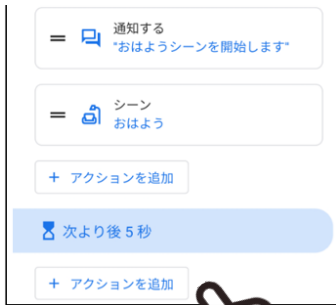 通知する
"おはようシーンを開始します"
シーン
おはよう
+ アクションを追加
次より後 5 秒
+ アクションを追加